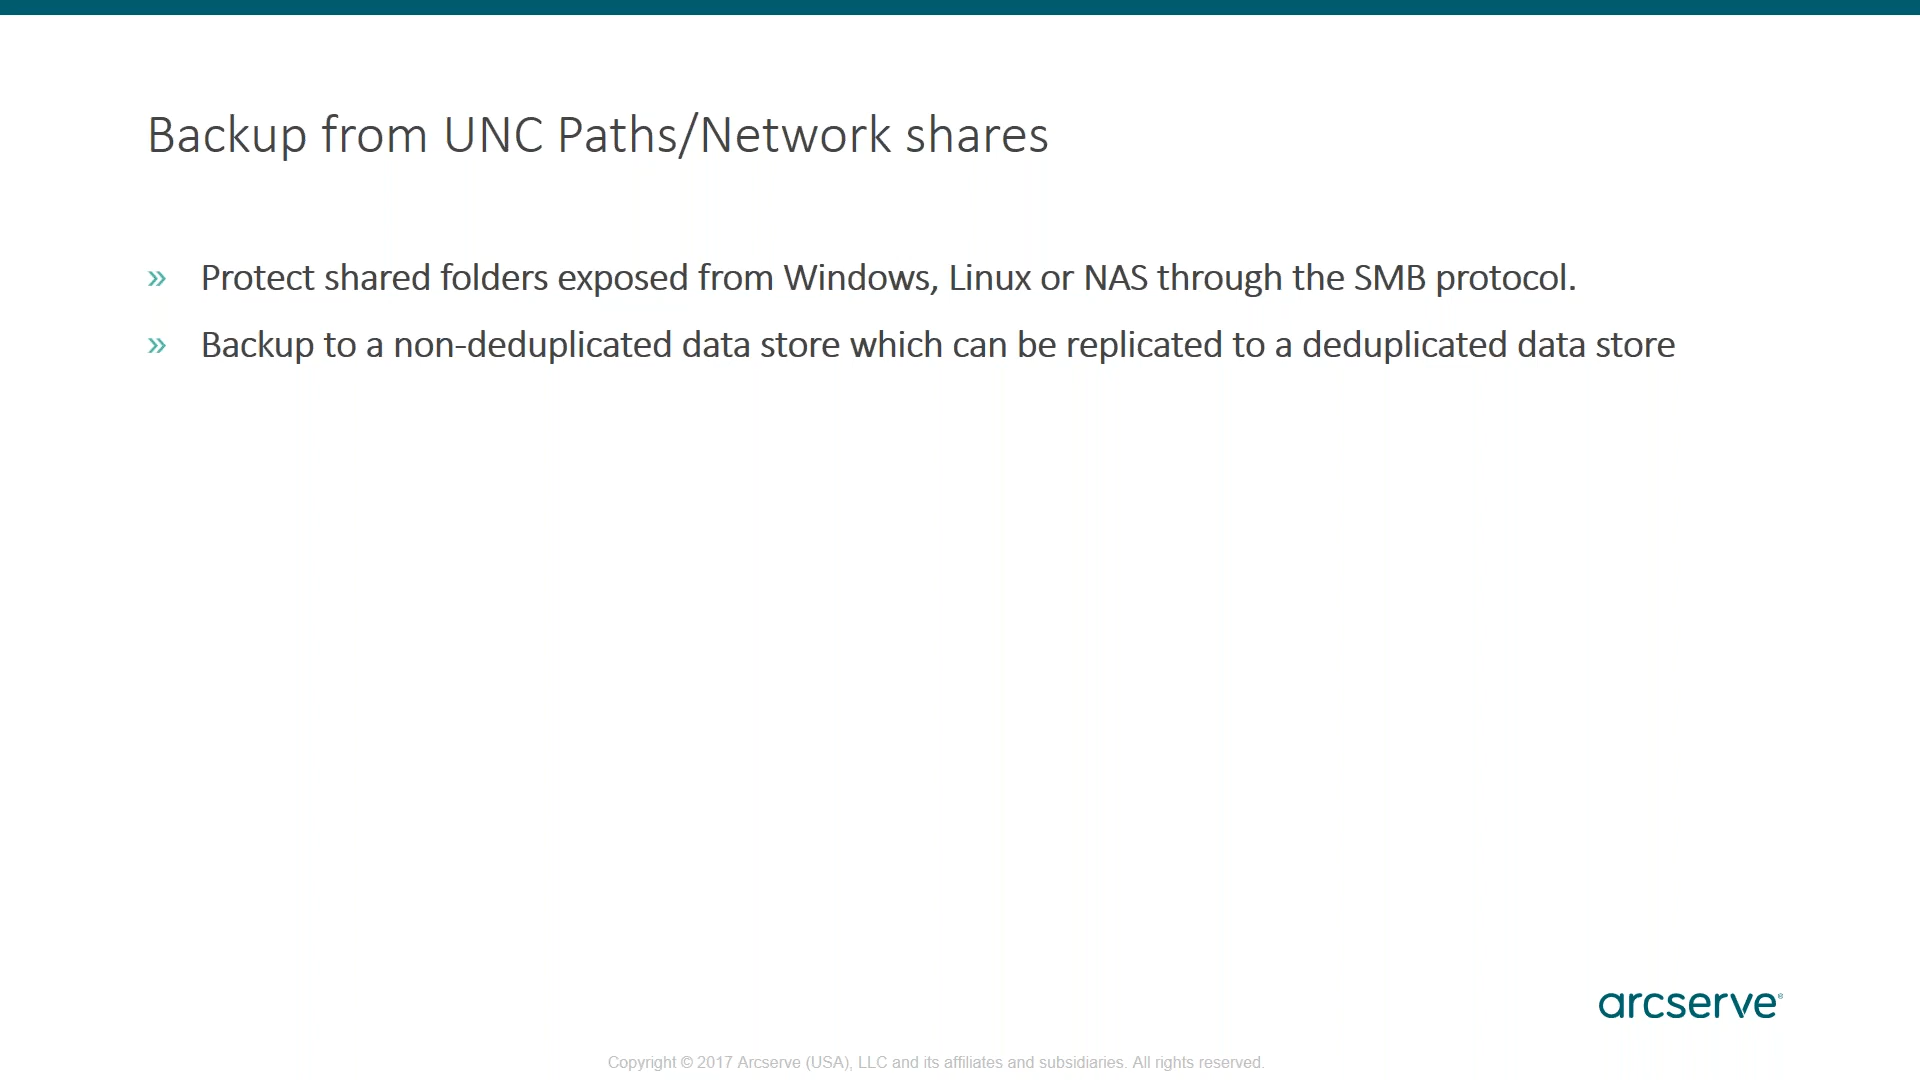 Backup from UNC Paths/Network shares
» Protect shared folders exposed from Windows, Linux or NAS through the SMB protocol.
» Backup to a non-deduplicated data store which can be replicated to a deduplicated data store
arcserve®
Copyright © 2017 Arcserve (USA), LLC and its affiliates and subsidiaries. All rights reserved.